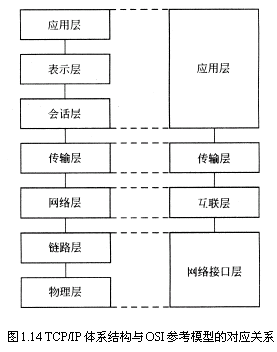 应用层
表示层
会话层
传输层
网络层
链路层
物理层
应用层
传输层
互联层
网络接口层
图1.14 TCP/IP 体系结构与OSI 参考模型的对应关系